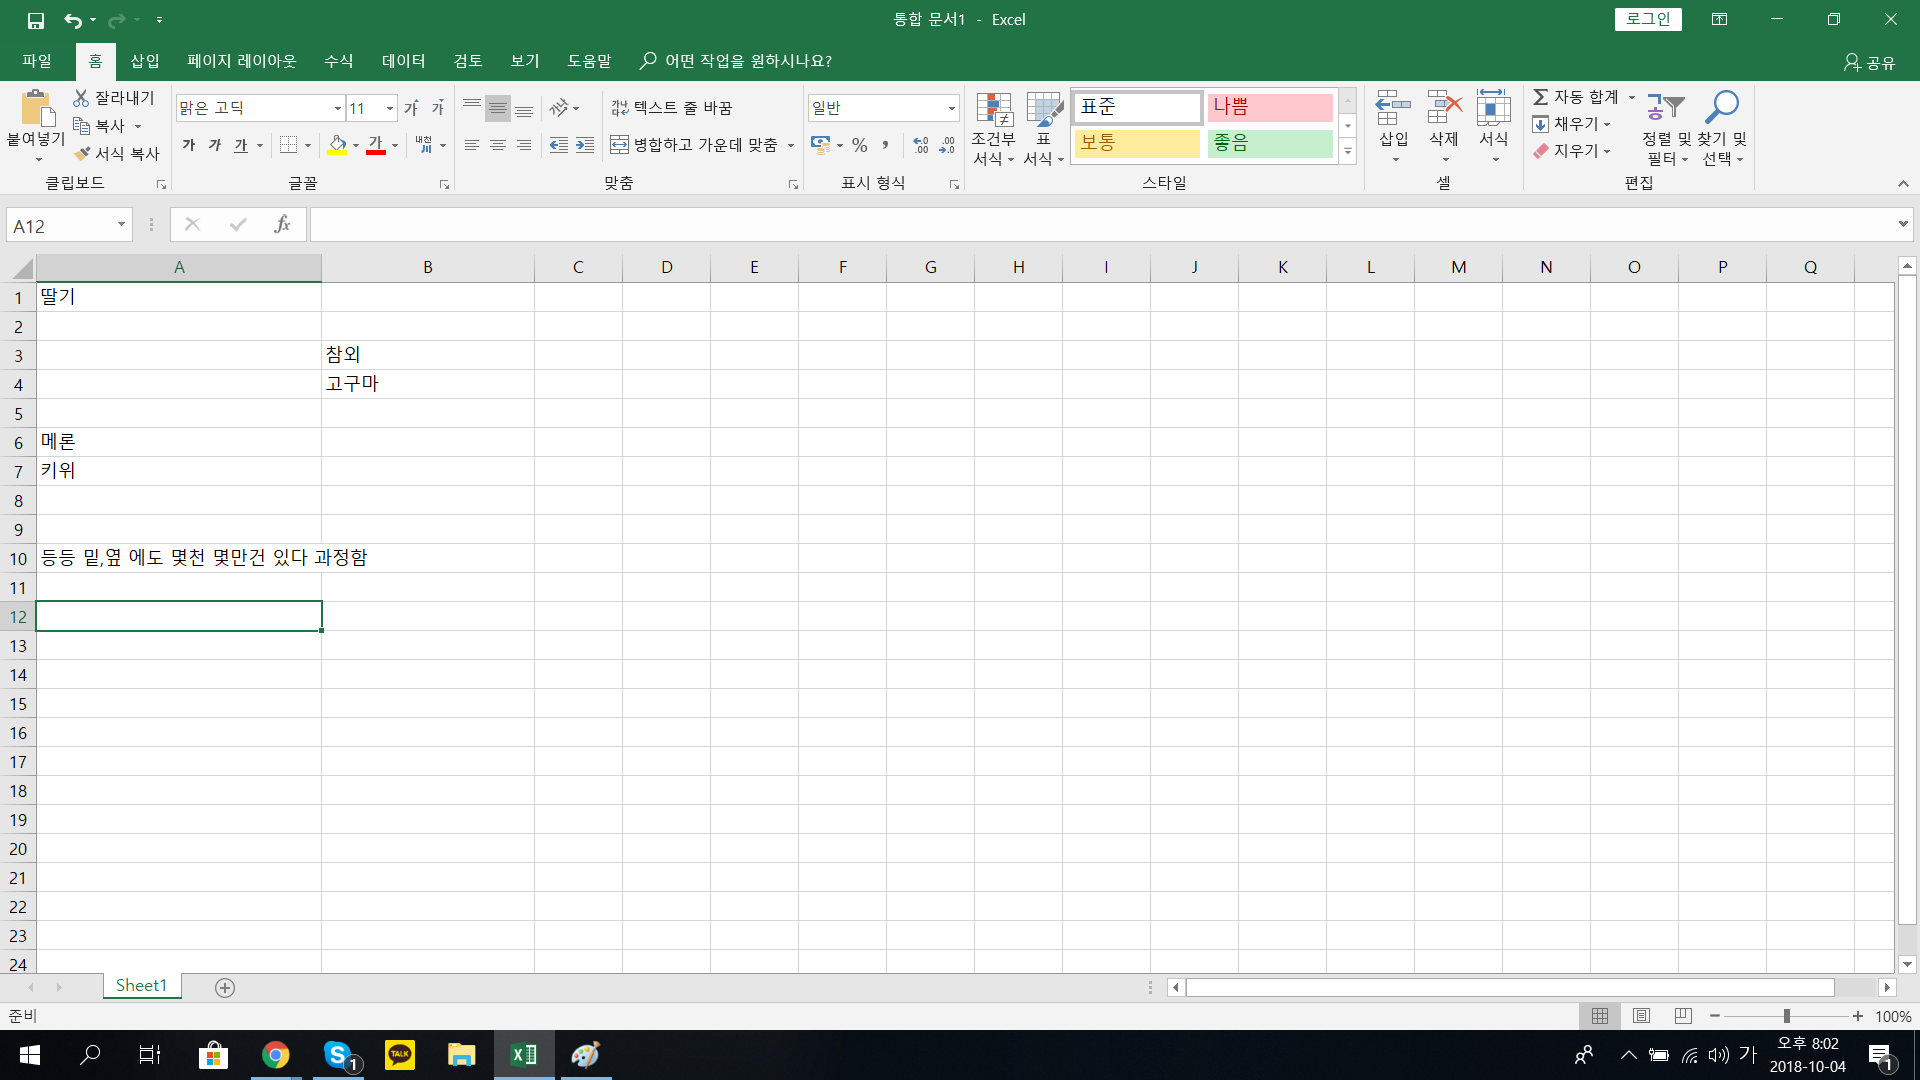 통합 문서1 - Excel
로그인
파일 홈 삽입 페이지 레이아웃 수식 데이터 검토 보기 도움말 어떤 작업을 원하시나요? 공유
붙여넣기
잘라내기
복사
서식 복사
클립보드
맑은 고딕 11 가 가
가 가 가 가 내천
글꼴
텍스트 줄 바꿈
병합하고 가운데 맞춤
맞춤
일반
% ,
표시 형식
조건부 서식
표 서식
표준 나쁨
보통 좋음
스타일
삽입 삭제 서식
셀
자동 합계
채우기
지우기
정렬 및 필터
찾기 및 선택
편집
A12 fx
A B C D E F G H I J K L M N O P Q
1 딸기
2
3 참외
4 고구마
5
6 메론
7 키위
8
9
10 등등 밑,옆 에도 몇천 몇만건 있다 과정함
11
12
13
14
15
16
17
18
19
20
21
22
23
24
Sheet1
준비 100%
S 1 TALK 가 오후 8:02
2018-10-04 1